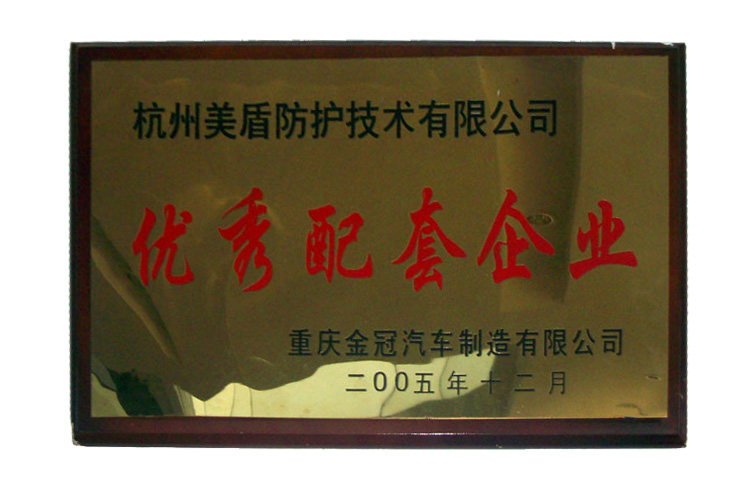 杭州美盾防护技术有限公司
优秀配套企业
重庆金冠汽车制造有限公司
二00五年十二月